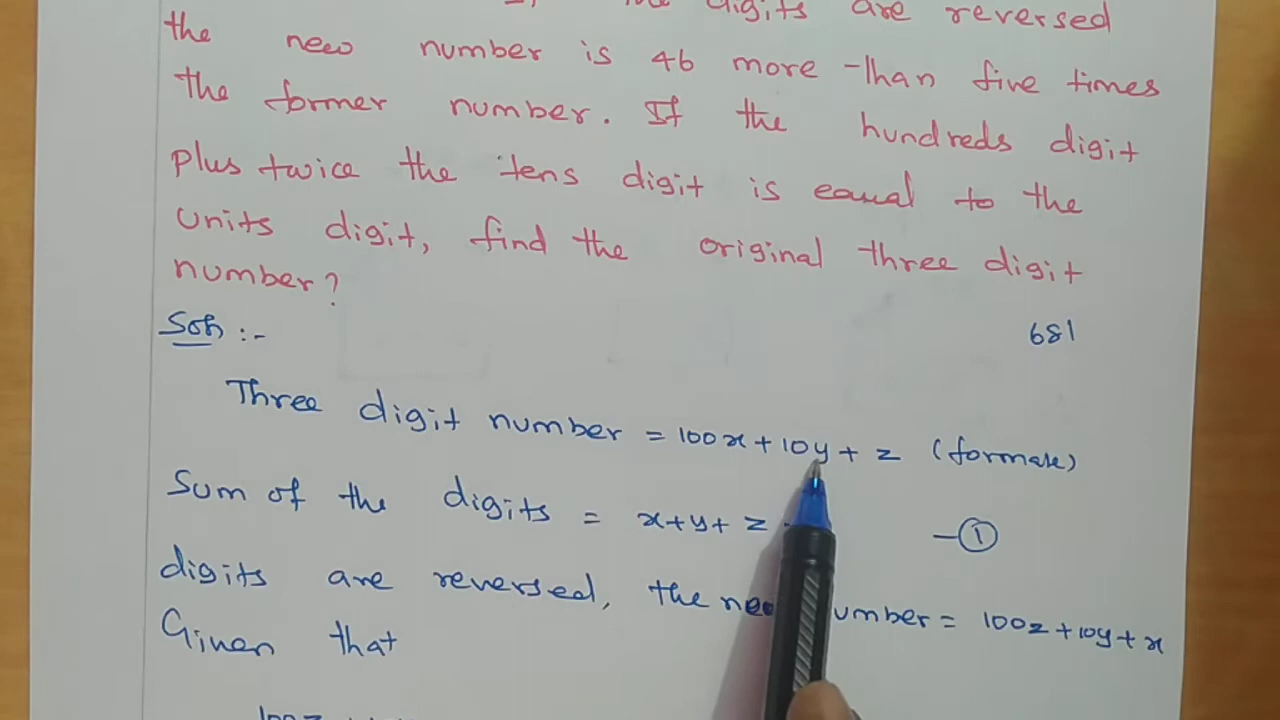 digits are reversed
the new number is 46 more than five times
the former number. If the hundreds digit
plus twice the tens digit is equal to the
units digit, find the original three digit
number?
Soln :-
681
Three digit number = 100x + 10y + z (formate)
Sum of the digits = x+y+z -①
digits are reversed, the new number = 100z + 10y + x
Given that
100z